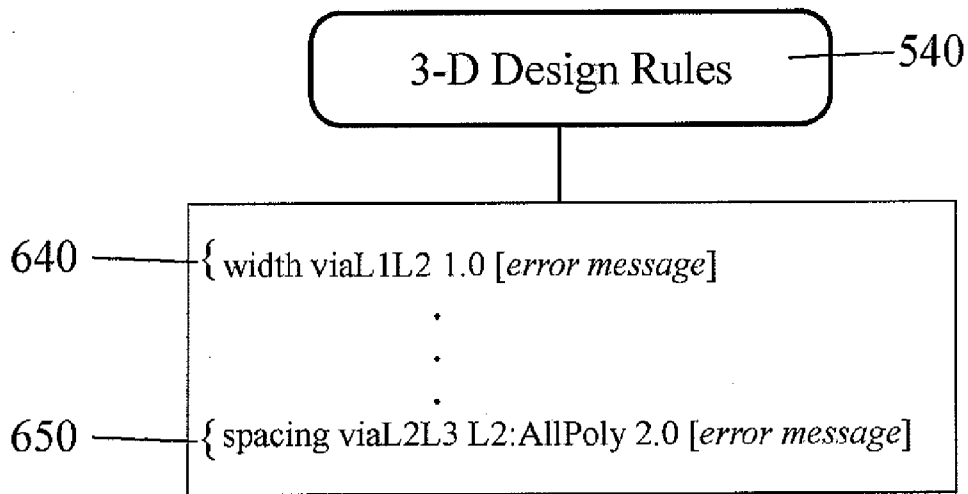 3-D Design Rules
540
640
{ width viaL1L2 1.0 [error message]
.
.
.
650
{ spacing viaL2L3 L2:AllPoly 2.0 [error message]